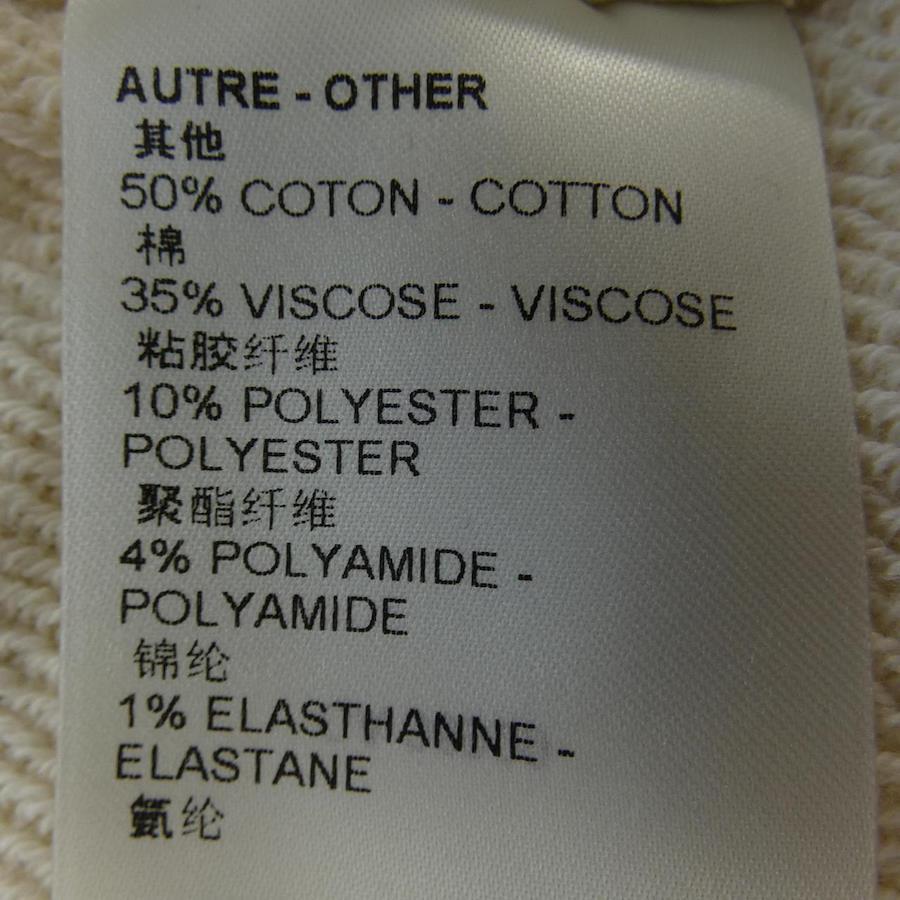 AUTRE - OTHER
其他
50% COTON - COTTON
棉
35% VISCOSE - VISCOSE
粘胶纤维
10% POLYESTER -
POLYESTER
聚酯纤维
4% POLYAMIDE -
POLYAMIDE
锦纶
1% ELASTHANNE -
ELASTANE
氨纶